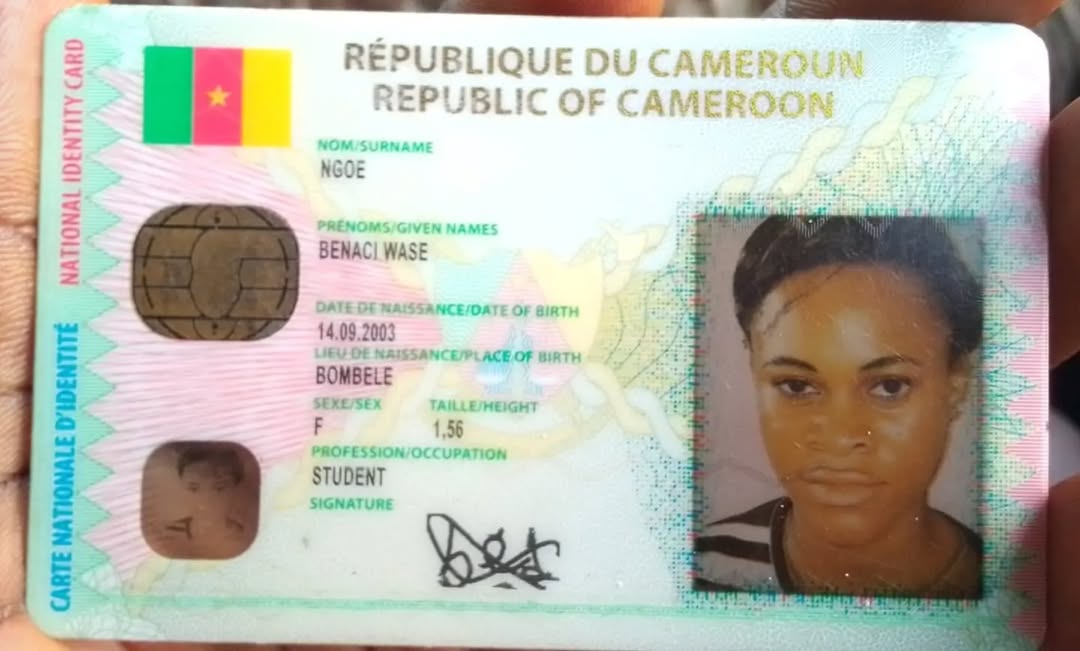 RÉPUBLIQUE DU CAMEROUN
REPUBLIC OF CAMEROON
NATIONAL IDENTITY CARD
CARTE NATIONALE D'IDENTITÉ
NOM/SURNAME
NGOE
PRÉNOMS/GIVEN NAMES
BENACI WASE
DATE DE NAISSANCE/DATE OF BIRTH
14.09.2003
LIEU DE NAISSANCE/PLACE OF BIRTH
BOMBELE
SEXE/SEX TAILLE/HEIGHT
F 1,56
PROFESSION/OCCUPATION
STUDENT
SIGNATURE